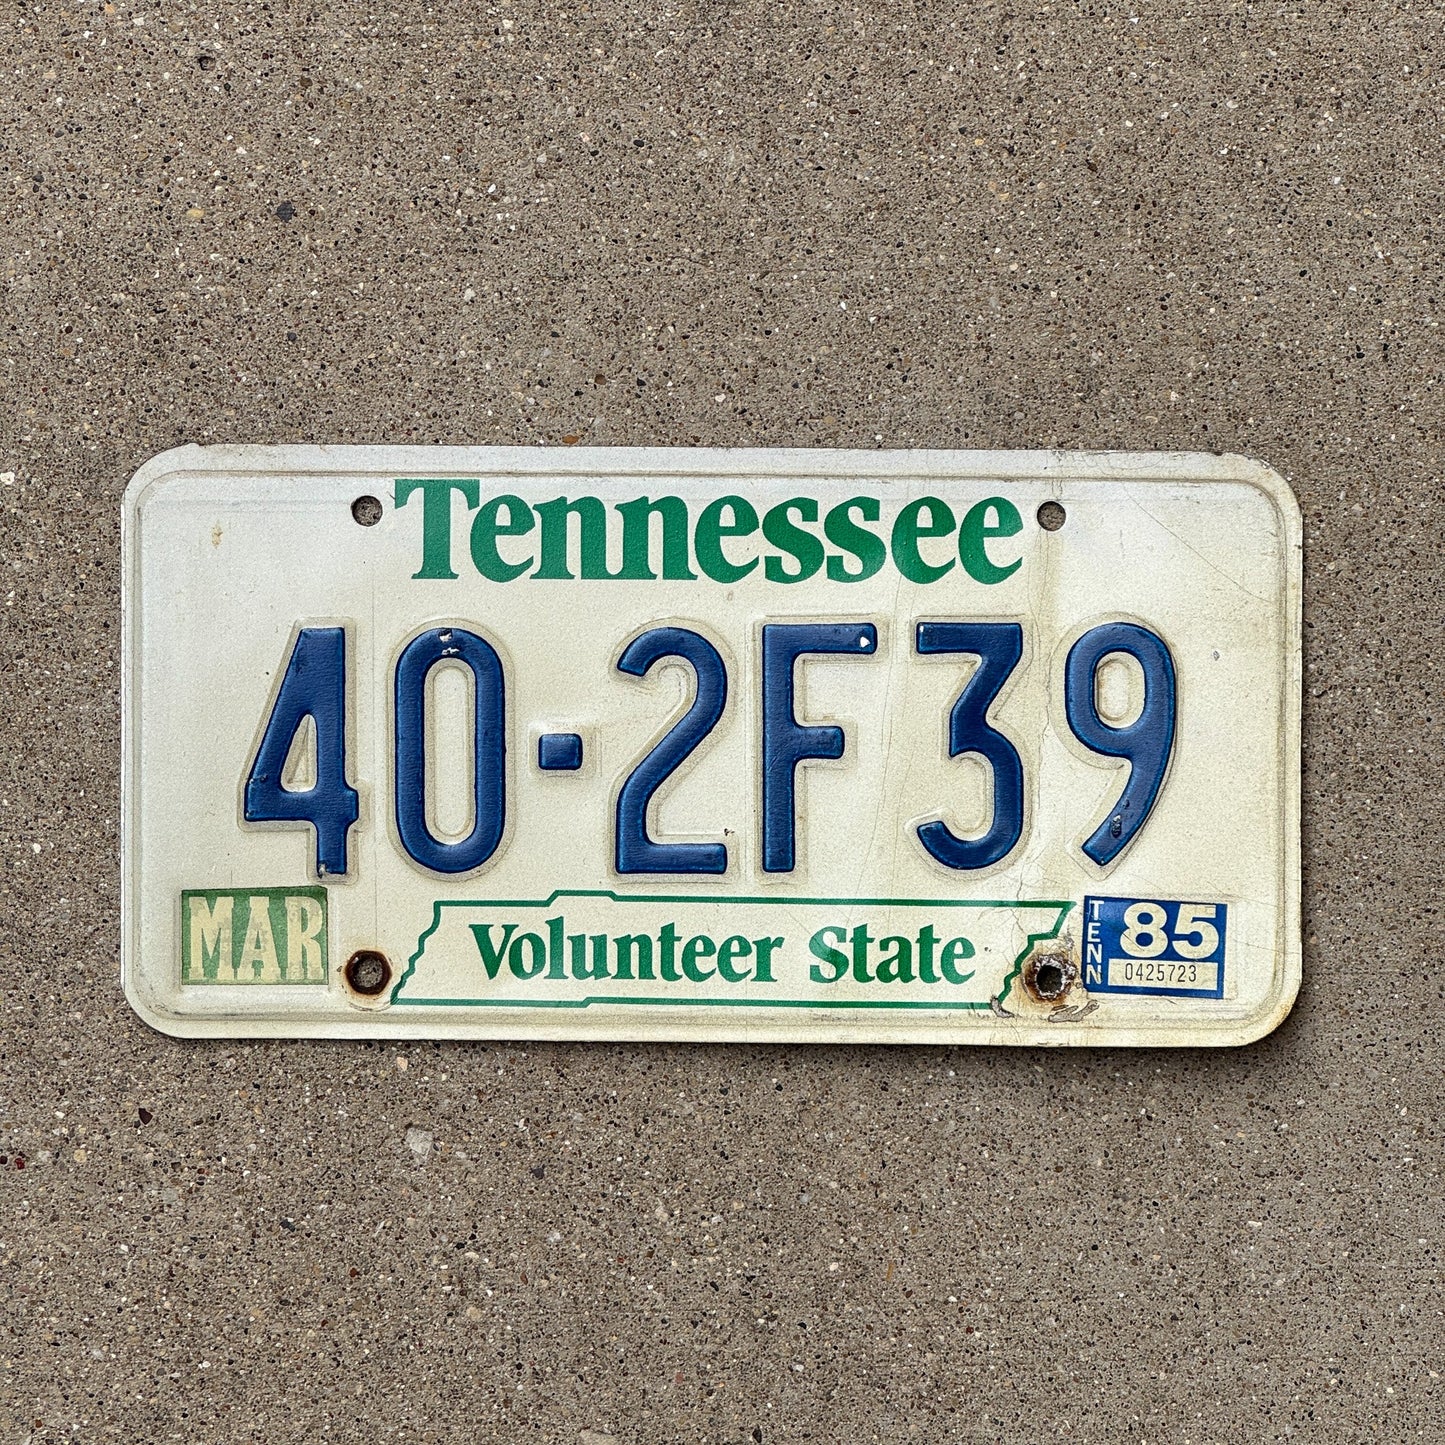 Tennessee
40-2F39
MAR
Volunteer State
TENN
85
0425723